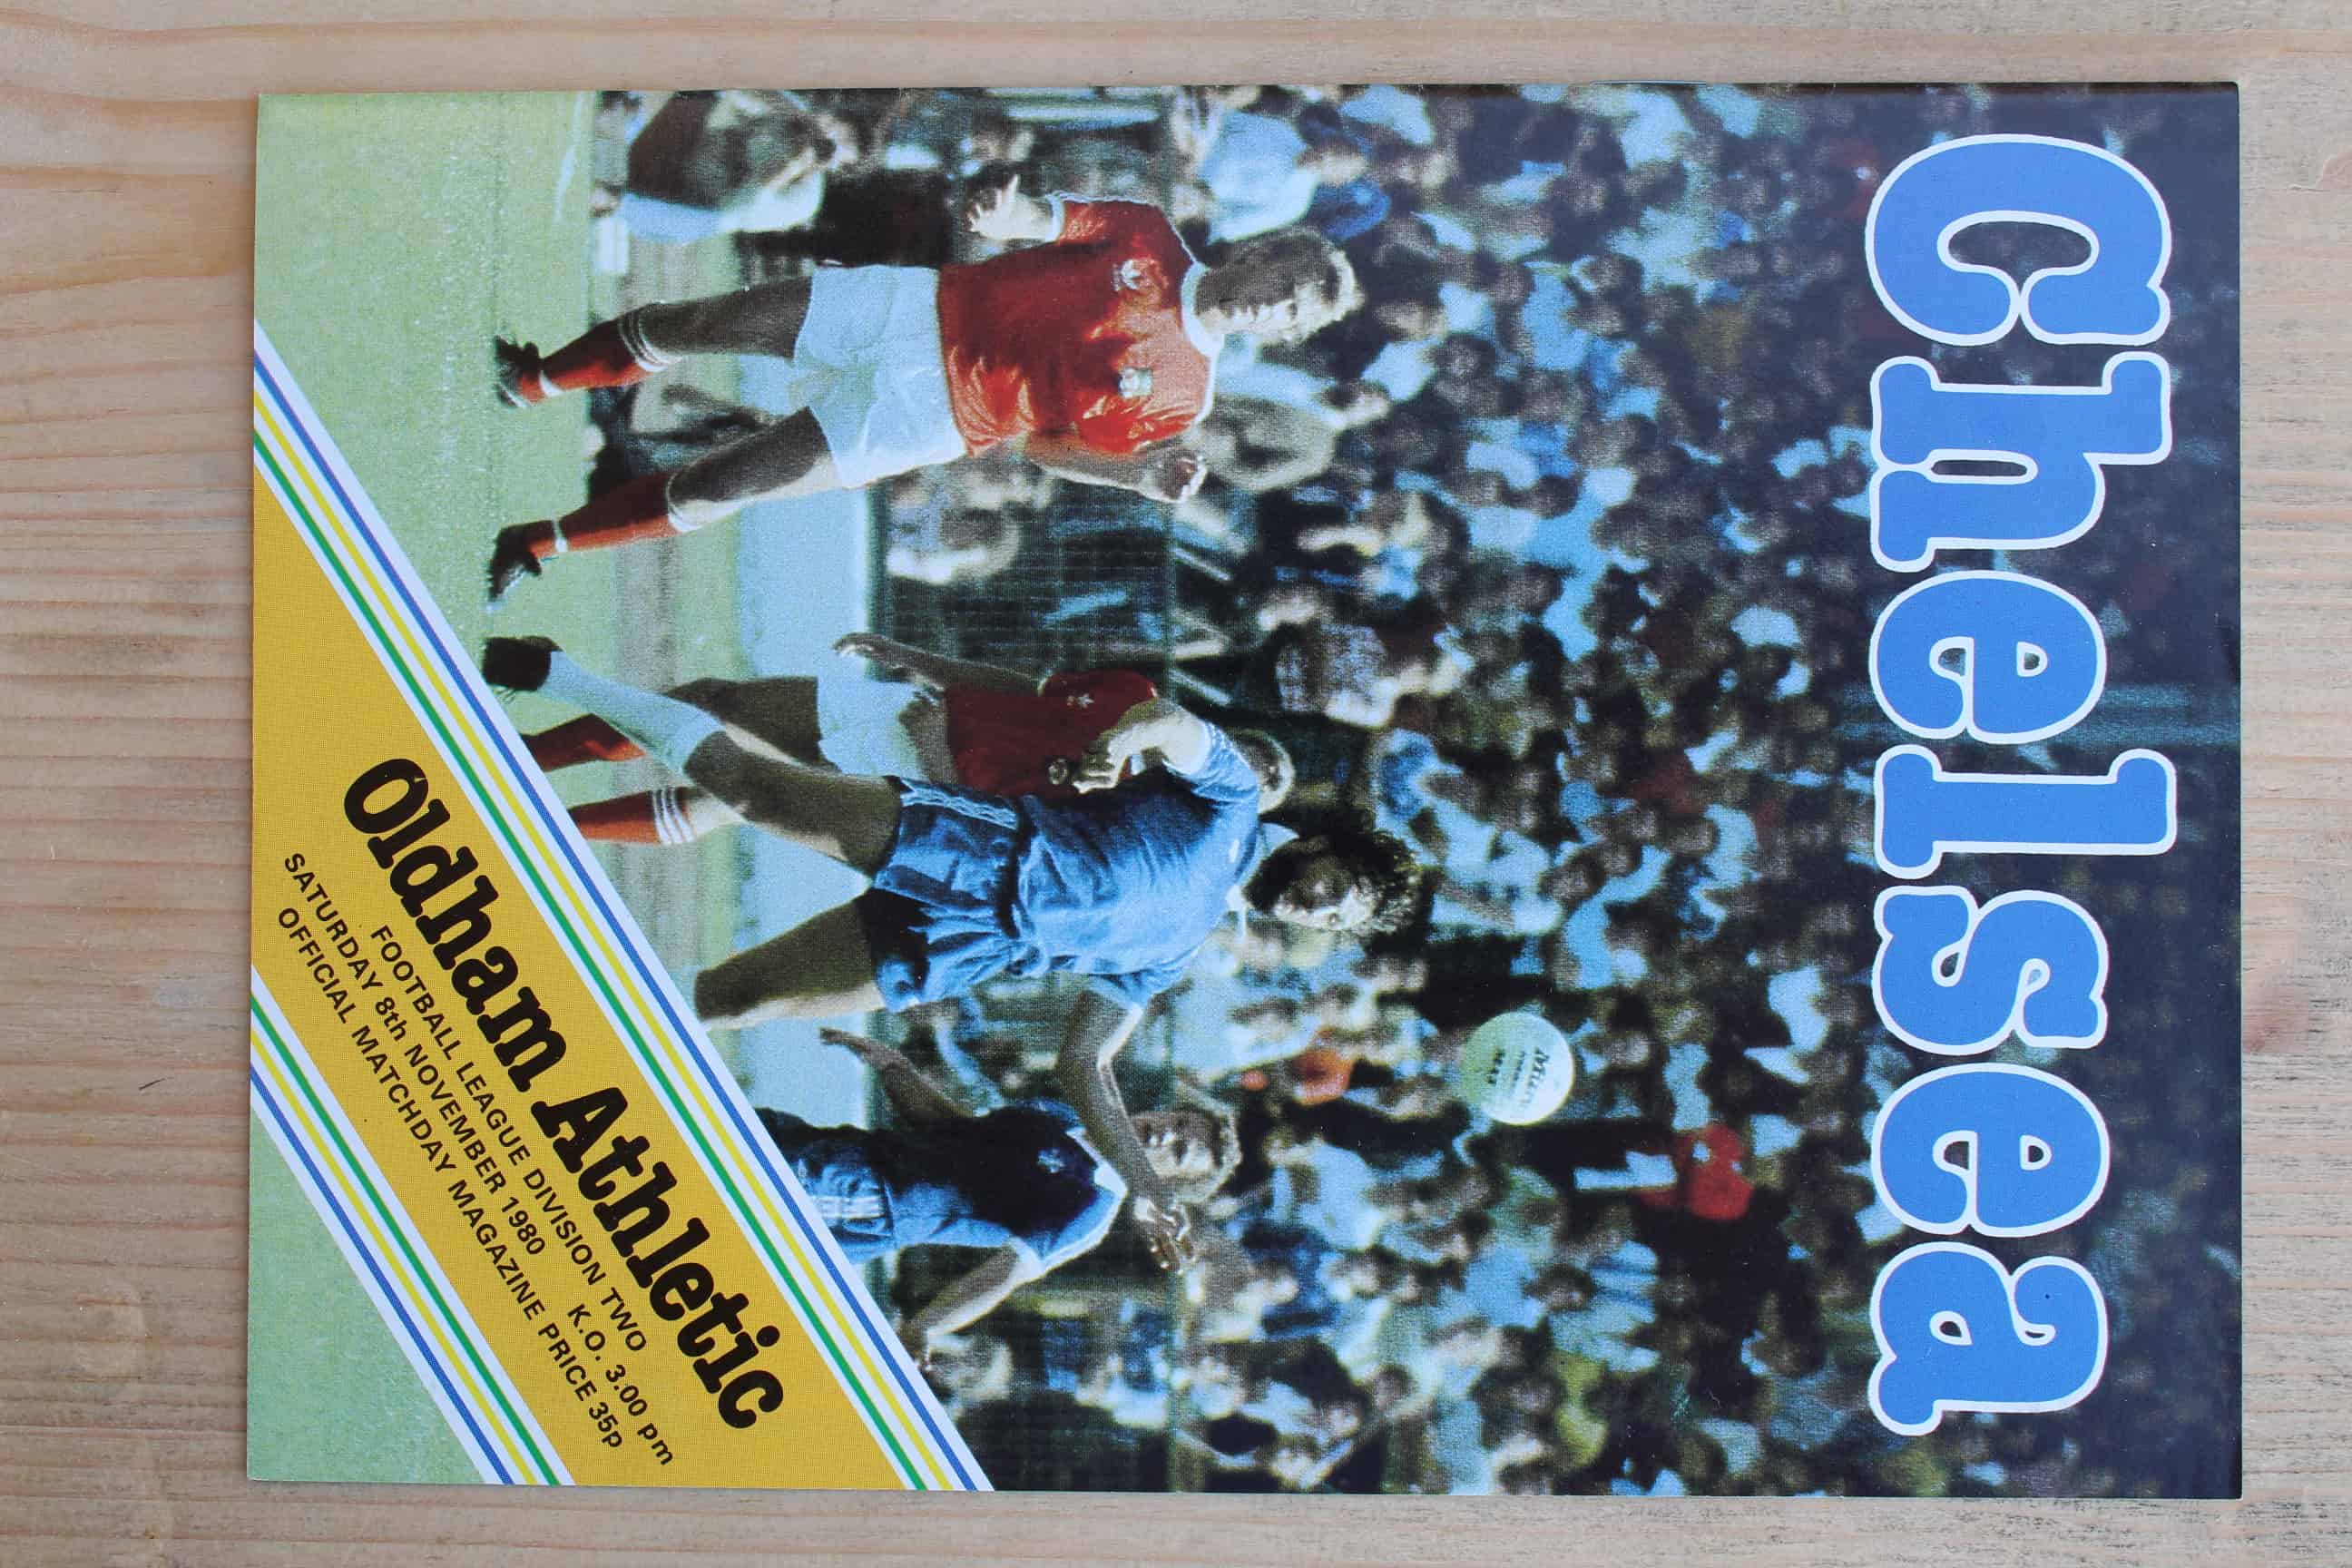 Chelsea
Oldham Athletic
FOOTBALL LEAGUE DIVISION TWO
SATURDAY 8th NOVEMBER 1980 K.O. 3.00 pm
OFFICIAL MATCHDAY MAGAZINE PRICE 35p